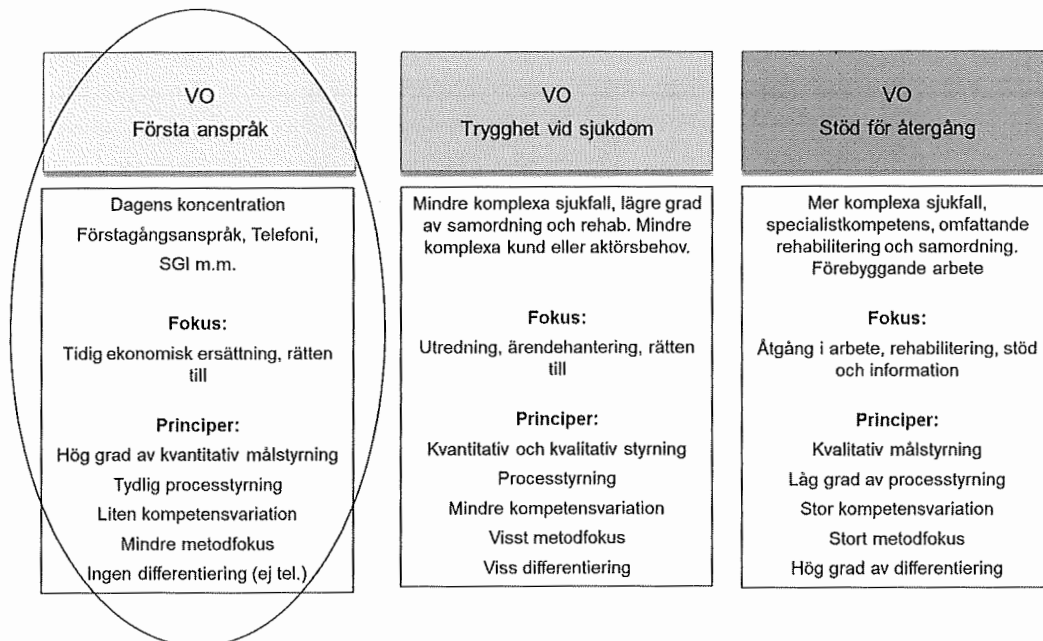 VO
Första anspråk
Dagens koncentration
Förstagångsanspråk, Telefoni,
SGI m.m.
Fokus:
Tidig ekonomisk ersättning, rätten
till
Principer:
Hög grad av kvantitativ målstyrning
Tydlig processtyrning
Liten kompetensvariation
Mindre metodfokus
Ingen differentiering (ej tel.)
VO
Trygghet vid sjukdom
Mindre komplexa sjukfall, lägre grad
av samordning och rehab. Mindre
komplexa kund eller aktörsbehov.
Fokus:
Utredning, ärendehantering, rätten
till
Principer:
Kvantitativ och kvalitativ styrning
Processtyrning
Mindre kompetensvariation
Visst metodfokus
Viss differentiering
VO
Stöd för återgång
Mer komplexa sjukfall,
specialistkompetens, omfattande
rehabilitering och samordning.
Förebyggande arbete
Fokus:
Åtgång i arbete, rehabilitering, stöd
och information
Principer:
Kvalitativ målstyrning
Låg grad av processtyrning
Stor kompetensvariation
Stort metodfokus
Hög grad av differentiering